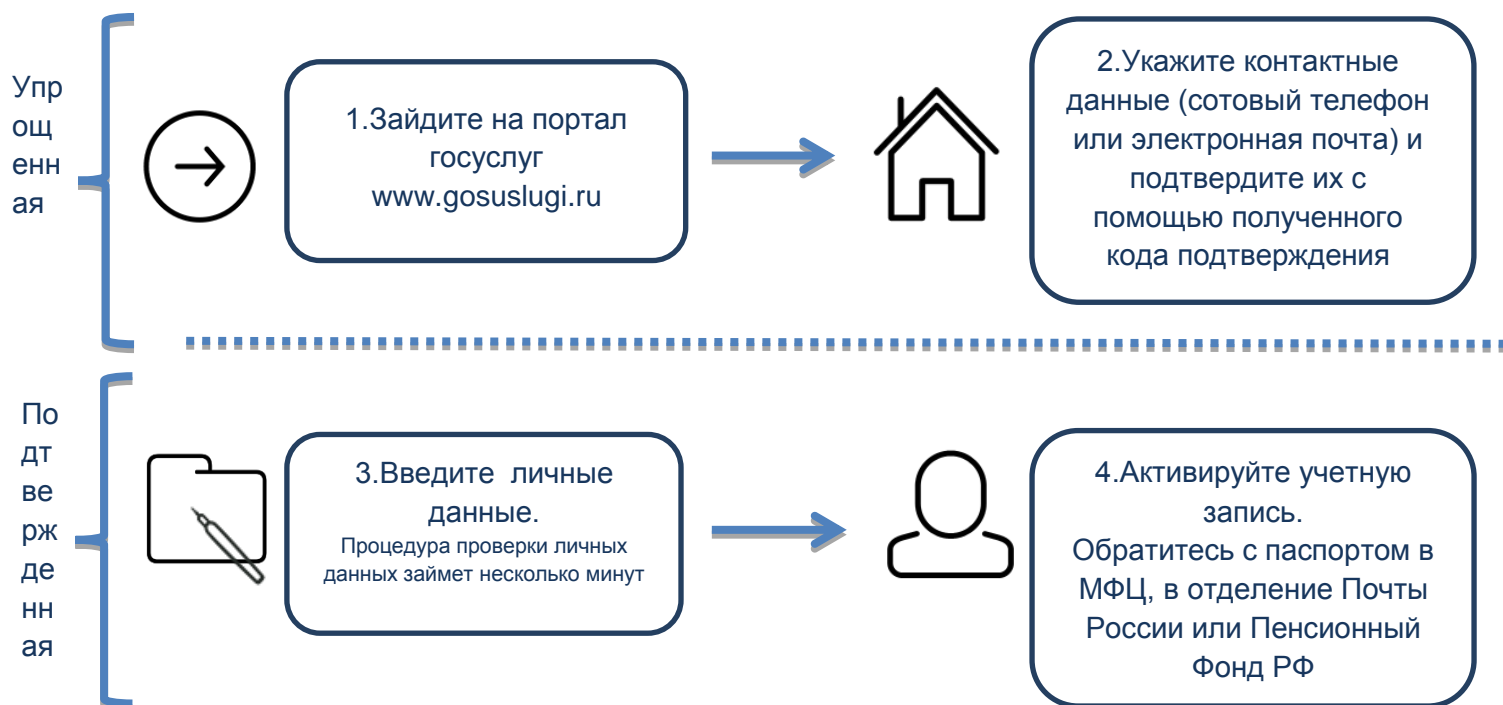 Упр
ощ
енн
ая
1.Зайдите на портал
госуслуг
www.gosuslugi.ru
2.Укажите контактные
данные (сотовый телефон
или электронная почта) и
подтвердите их с
помощью полученного
кода подтверждения
По
дт
ве
рж
де
нн
ая
3.Введите личные
данные.
Процедура проверки личных
данных займет несколько минут
4.Активируйте учетную
запись.
Обратитесь с паспортом в
МФЦ, в отделение Почты
России или Пенсионный
Фонд РФ